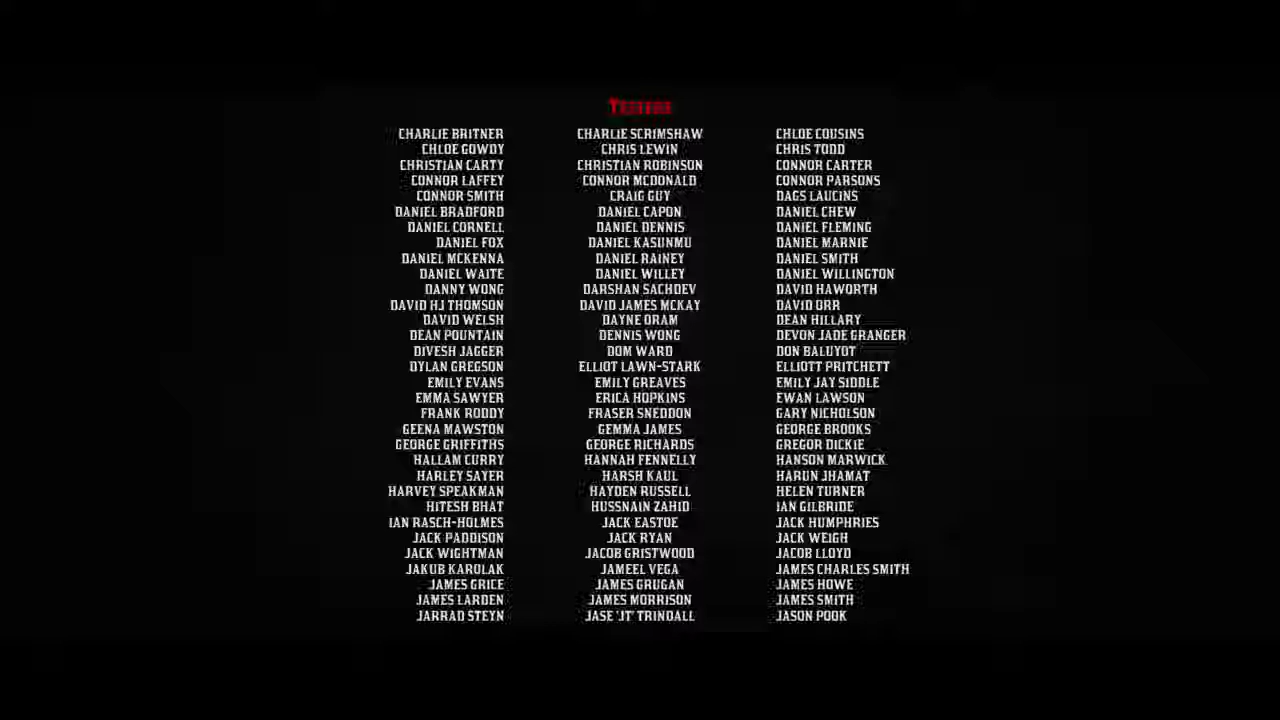 TESTERS
CHARLIE BRITNER CHARLIE SCRIMSHAW CHLOE COUSINS
CHLOE GOWDY CHRIS LEWIN CHRIS TODD
CHRISTIAN CARTY CHRISTIAN ROBINSON CONNOR CARTER
CONNOR LAFFEY CONNOR MCDONALD CONNOR PARSONS
CONNOR SMITH CRAIG GUY DAGS LAUCINS
DANIEL BRADFORD DANIEL CAPON DANIEL CHEW
DANIEL CORNELL DANIEL DENNIS DANIEL FLEMING
DANIEL FOX DANIEL KASUNMU DANIEL MARNIE
DANIEL MCKENNA DANIEL RAINEY DANIEL SMITH
DANIEL WAITE DANIEL WILLEY DANIEL WILLINGTON
DANNY WONG DARSHAN SACHDEV DAVID HAWORTH
DAVID HJ THOMSON DAVID JAMES MCKAY DAVID ORR
DAVID WELSH DAYNE ORAM DEAN HILLARY
DEAN POUNTAIN DENNIS WONG DEVON JADE GRANGER
DIVESH JAGGER DOM WARD DON BALUYOT
DYLAN GREGSON ELLIOT LAWN-STARK ELLIOTT PRITCHETT
EMILY EVANS EMILY GREAVES EMILY JAY SIDDLE
EMMA SAWYER ERICA HOPKINS EWAN LAWSON
FRANK RODDY FRASER SNEDDON GARY NICHOLSON
GEENA MAWSTON GEMMA JAMES GEORGE BROOKS
GEORGE GRIFFITHS GEORGE RICHARDS GREGOR DICKIE
HALLAM CURRY HANNAH FENNELLY HANSON MARWICK
HARLEY SAYER HARSH KAUL HARUN JHAMAT
HARVEY SPEAKMAN HAYDEN RUSSELL HELEN TURNER
HITESH BHAT HUSSNAIN ZAHID IAN GILBRIDE
IAN RASCH-HOLMES JACK EASTOE JACK HUMPHRIES
JACK PADDISON JACK RYAN JACK WEIGH
JACK WIGHTMAN JACOB GRISTWOOD JACOB LLOYD
JAKUB KAROLAK JAMEEL VEGA JAMES CHARLES SMITH
JAMES GRICE JAMES GRUGAN JAMES HOWE
JAMES LARDEN JAMES MORRISON JAMES SMITH
JARRAD STEYN JASE 'JT' TRINDALL JASON POOK